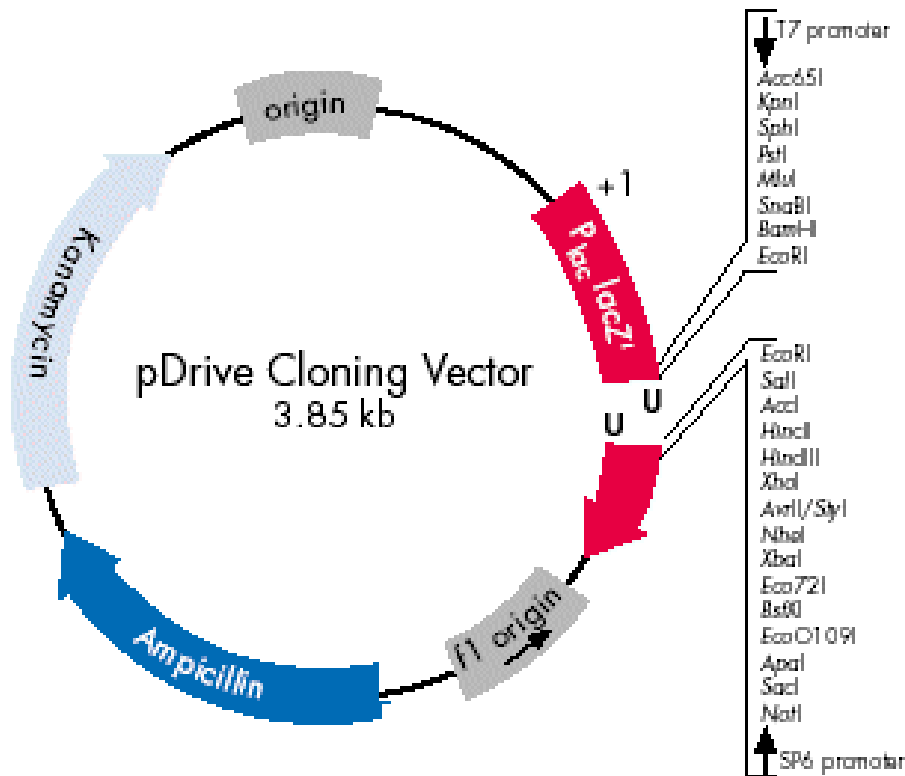 T7 promoter
Acc65I
KpnI
SphI
PstI
MluI
SnaBI
BamHI
EcoRI
origin
+1
Plac lacZ'
Kanamycin
pDrive Cloning Vector
3.85 kb
U
U
EcoRI
SalI
AccI
HincII
HindIII
XhoI
AvrII/StyI
NheI
XbaI
Eco72I
BstXI
EcoO109I
ApaI
SacI
NotI
SP6 promoter
f1 origin
Ampicillin